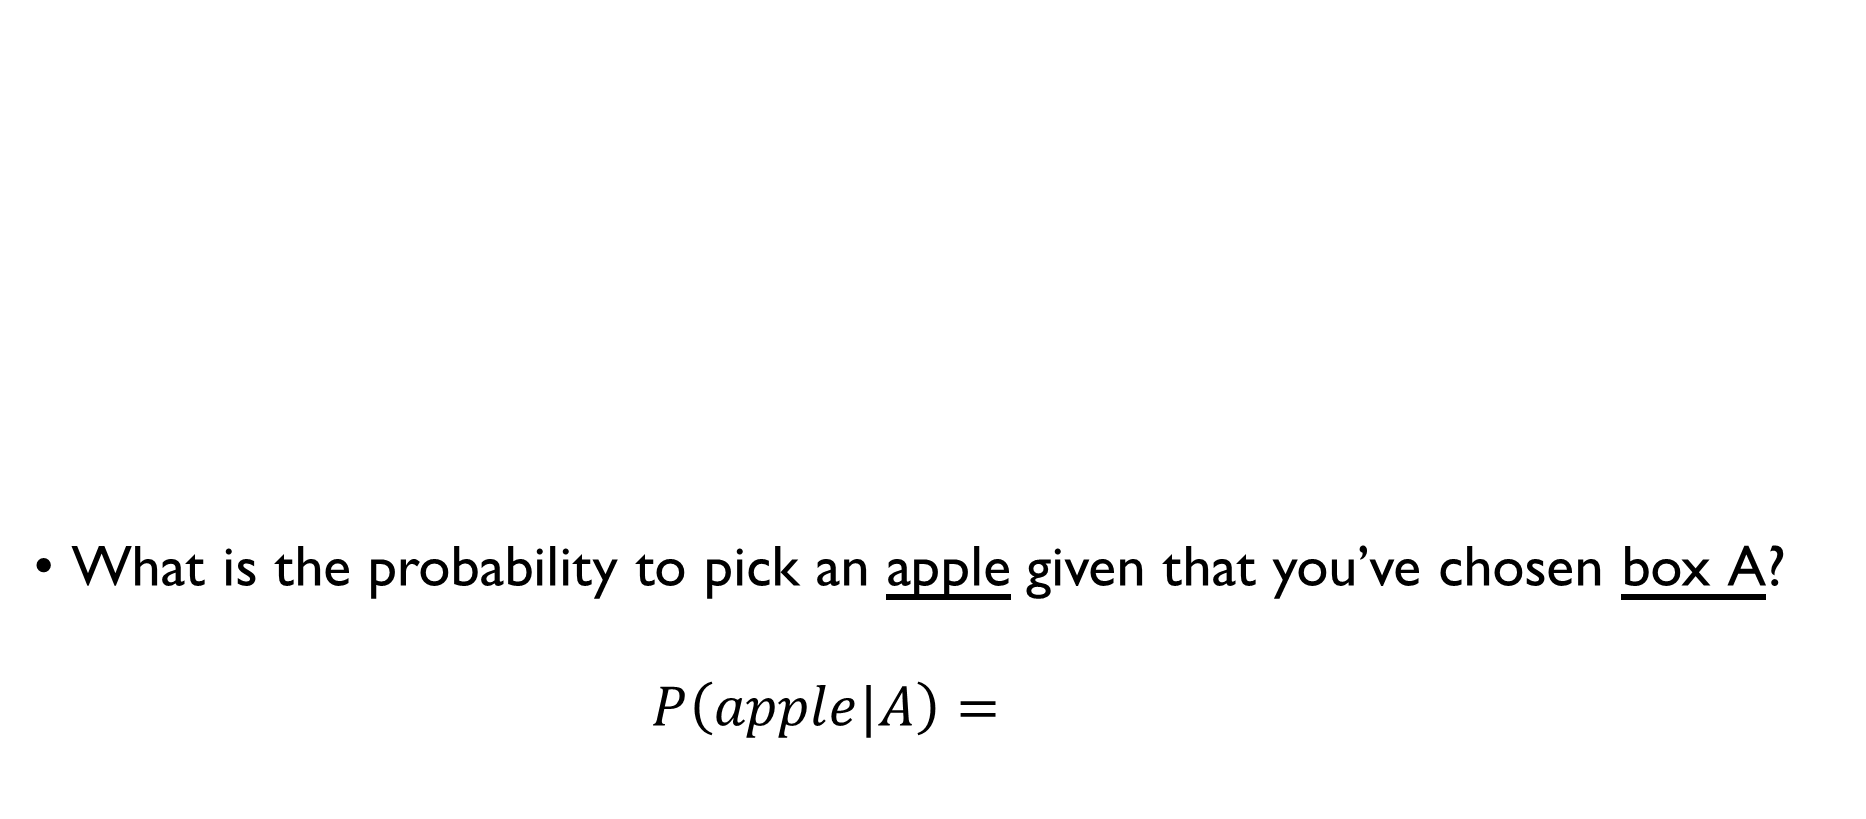 • What is the probability to pick an apple given that you’ve chosen box A?
P(apple|A) =